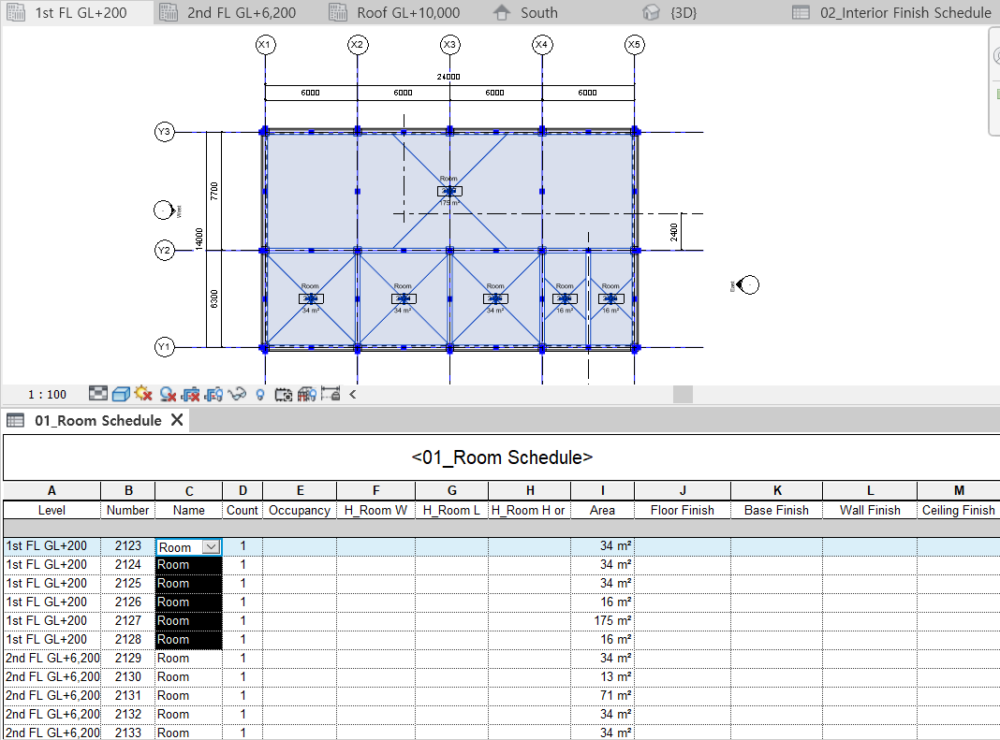 1st FL GL+200 2nd FL GL+6,200 Roof GL+10,000 South {3D} 02_Interior Finish Schedule
X1 X2 X3 X4 X5
24000
6000 6000 6000 6000
Y3
7700
Room
175 m²
West
14000
2400
Y2
Room Room Room Room Room
34 m² 34 m² 34 m² 16 m² 16 m²
6300
East
Y1
1 : 100
01_Room Schedule
<01_Room Schedule>
A B C D E F G H I J K L M
Level Number Name Count Occupancy H_Room W H_Room L H_Room H or Area Floor Finish Base Finish Wall Finish Ceiling Finish
1st FL GL+200 2123 Room 1 34 m²
1st FL GL+200 2124 Room 1 34 m²
1st FL GL+200 2125 Room 1 34 m²
1st FL GL+200 2126 Room 1 16 m²
1st FL GL+200 2127 Room 1 175 m²
1st FL GL+200 2128 Room 1 16 m²
2nd FL GL+6,200 2129 Room 1 34 m²
2nd FL GL+6,200 2130 Room 1 13 m²
2nd FL GL+6,200 2131 Room 1 71 m²
2nd FL GL+6,200 2132 Room 1 34 m²
2nd FL GL+6,200 2133 Room 1 34 m²